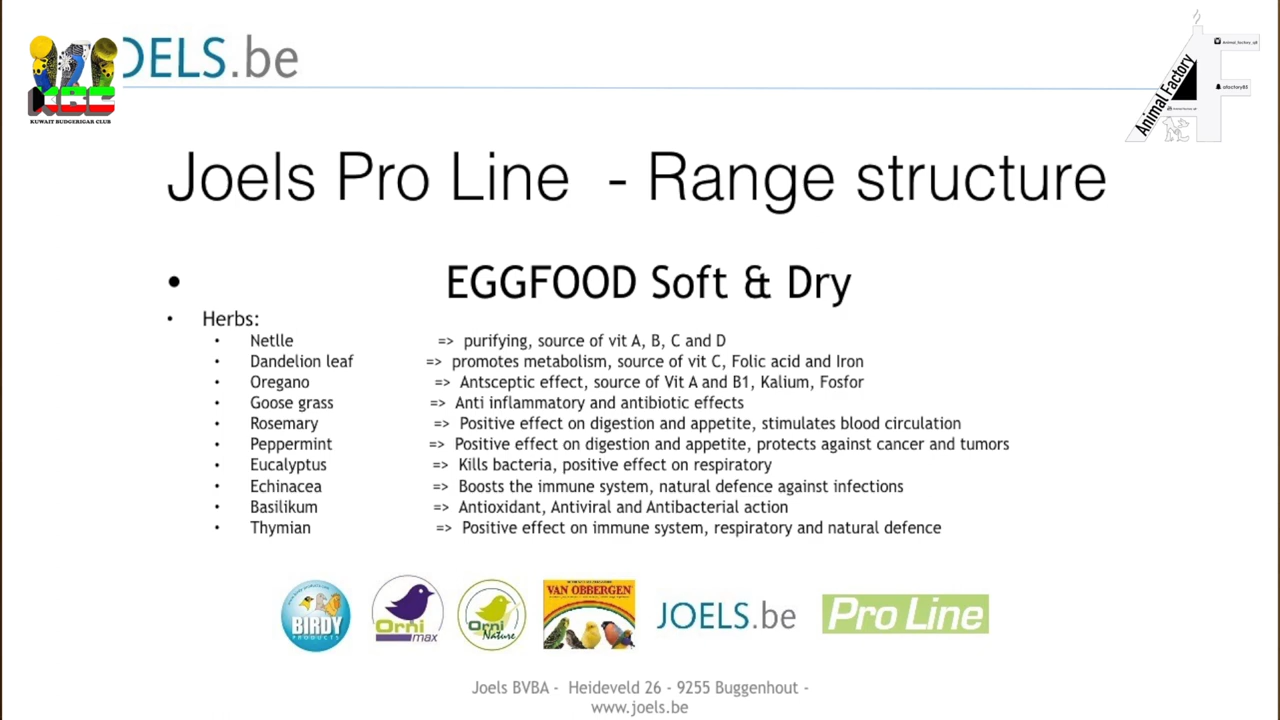 JOELS.be
KBC
KUWAIT BUDGERIGAR CLUB
Animal Factory
AF
Joels Pro Line - Range structure
• EGGFOOD Soft & Dry
• Herbs:
• Netlle => purifying, source of vit A, B, C and D
• Dandelion leaf => promotes metabolism, source of vit C, Folic acid and Iron
• Oregano => Antsceptic effect, source of Vit A and B1, Kalium, Fosfor
• Goose grass => Anti inflammatory and antibiotic effects
• Rosemary => Positive effect on digestion and appetite, stimulates blood circulation
• Peppermint => Positive effect on digestion and appetite, protects against cancer and tumors
• Eucalyptus => Kills bacteria, positive effect on respiratory
• Echinacea => Boosts the immune system, natural defence against infections
• Basilikum => Antioxidant, Antiviral and Antibacterial action
• Thymian => Positive effect on immune system, respiratory and natural defence
BIRDY
PRODUCTS
Orni
max
Orni
Nature
VAN OBBERGEN
JOELS.be
Pro Line
Joels BVBA - Heideveld 26 - 9255 Buggenhout -
www.joels.be